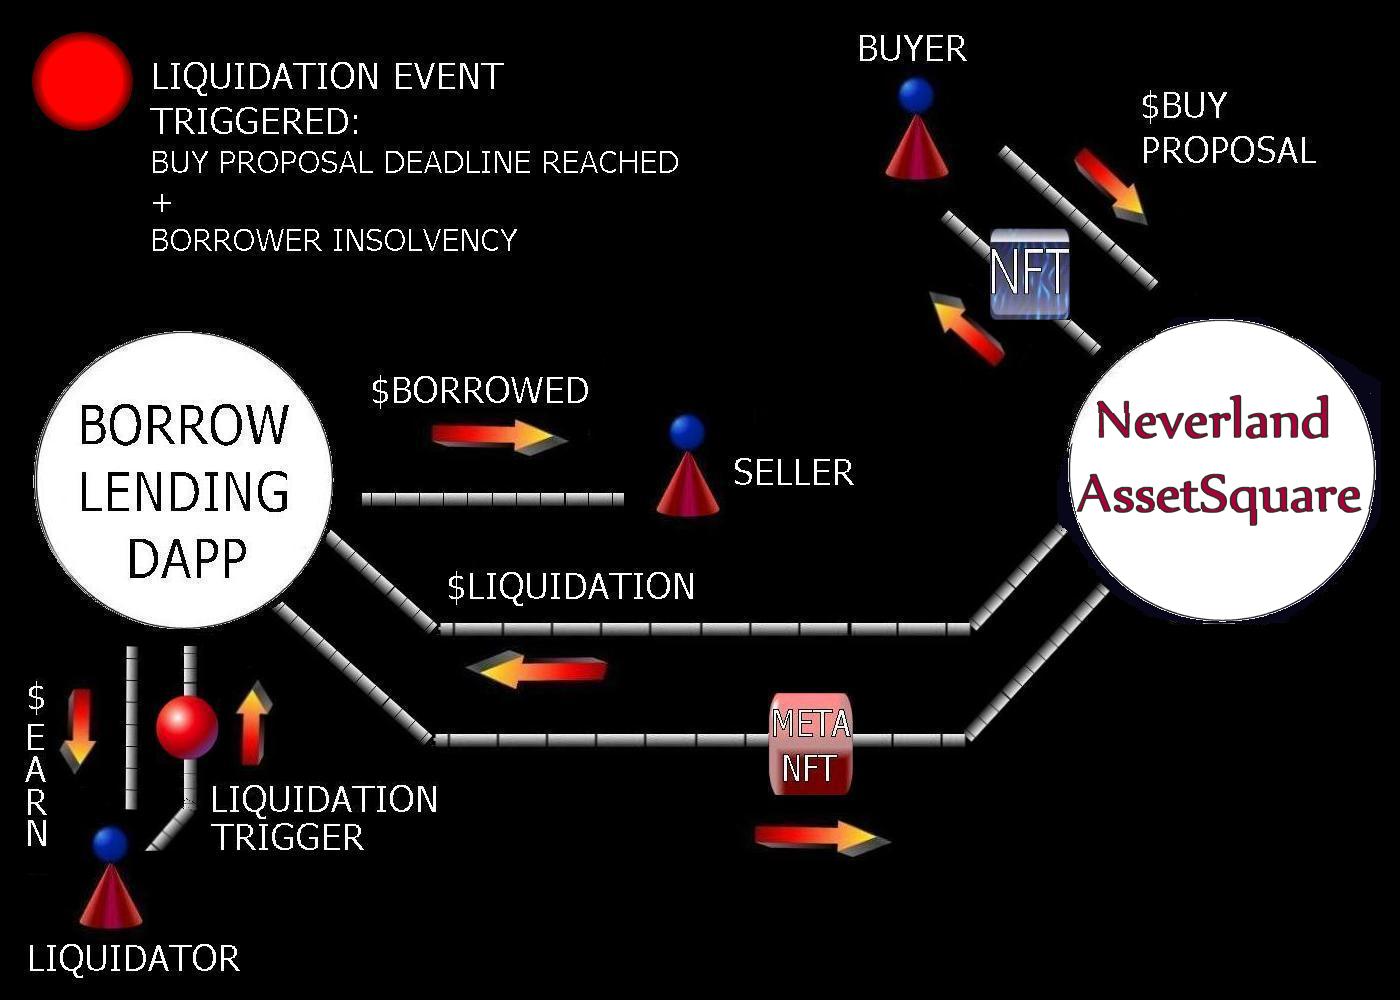 LIQUIDATION EVENT
TRIGGERED:
BUY PROPOSAL DEADLINE REACHED
+
BORROWER INSOLVENCY
BUYER
$BUY
PROPOSAL
NFT
BORROW
LENDING
DAPP
$BORROWED
SELLER
Neverland
AssetSquare
$LIQUIDATION
META
NFT
$
E
A
R
N
LIQUIDATION
TRIGGER
LIQUIDATOR